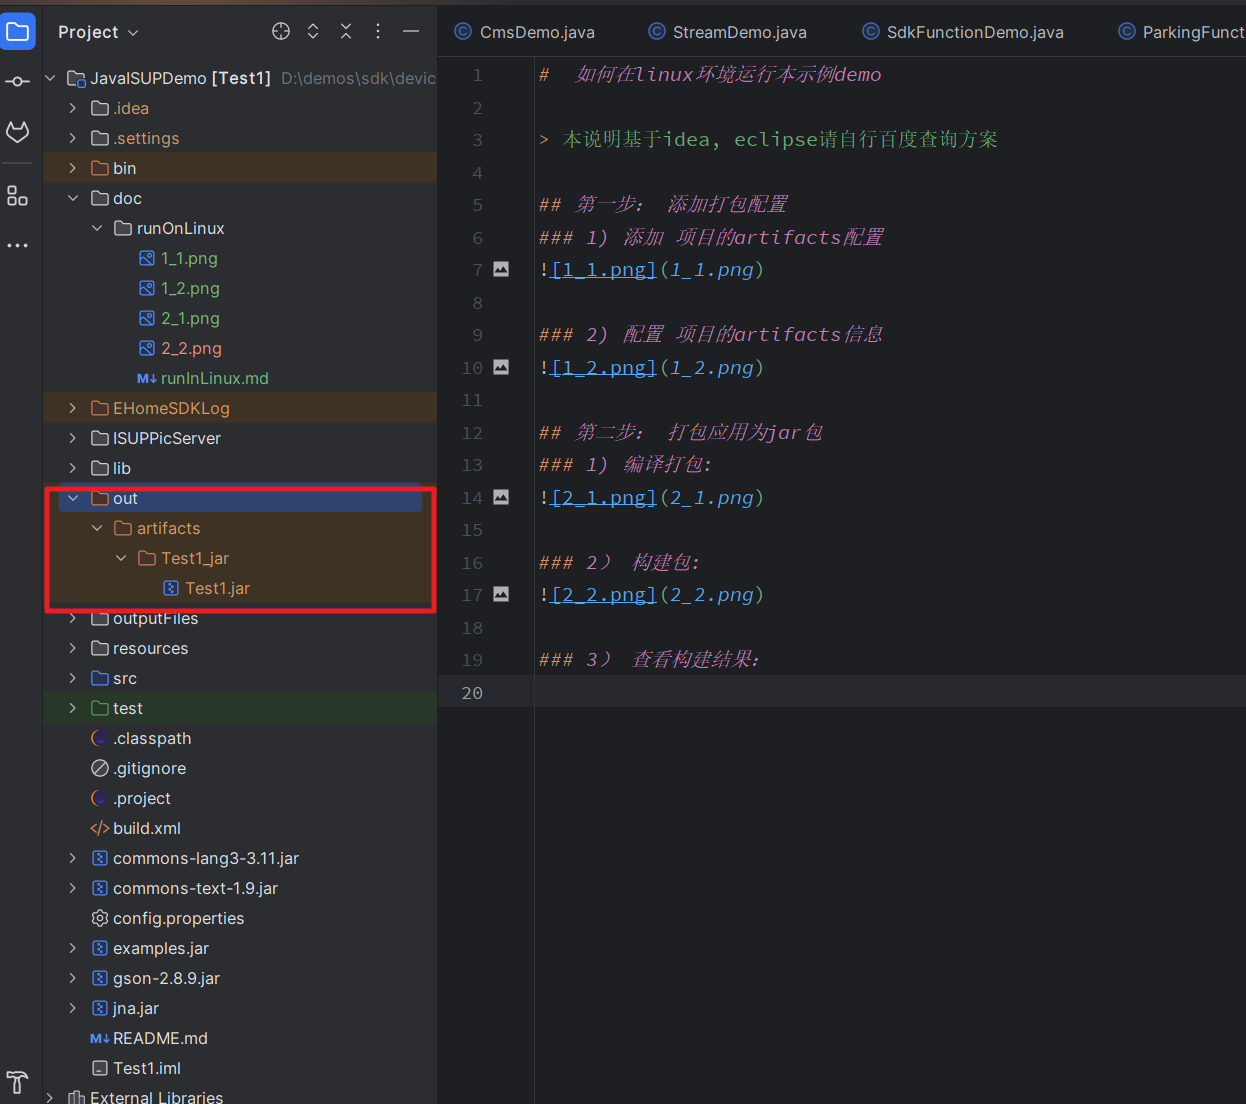 Project
CmsDemo.java
StreamDemo.java
SdkFunctionDemo.java
ParkingFunct
JavaISUPDemo [Test1] D:\demos\sdk\devic
.idea
.settings
bin
doc
runOnLinux
1_1.png
1_2.png
2_1.png
2_2.png
M↓ runInLinux.md
EHomeSDKLog
ISUPPicServer
lib
out
artifacts
Test1_jar
Test1.jar
outputFiles
resources
src
test
.classpath
.gitignore
.project
</> build.xml
commons-lang3-3.11.jar
commons-text-1.9.jar
config.properties
examples.jar
gson-2.8.9.jar
jna.jar
M↓ README.md
Test1.iml
External Libraries
1 # 如何在linux环境运行本示例demo
2
3 > 本说明基于idea, eclipse请自行百度查询方案
4
5 ## 第一步: 添加打包配置
6 ### 1) 添加 项目的artifacts配置
7 ![1_1.png](1_1.png)
8
9 ### 2) 配置 项目的artifacts信息
10 ![1_2.png](1_2.png)
11
12 ## 第二步: 打包应用为jar包
13 ### 1) 编译打包:
14 ![2_1.png](2_1.png)
15
16 ### 2） 构建包:
17 ![2_2.png](2_2.png)
18
19 ### 3） 查看构建结果:
20